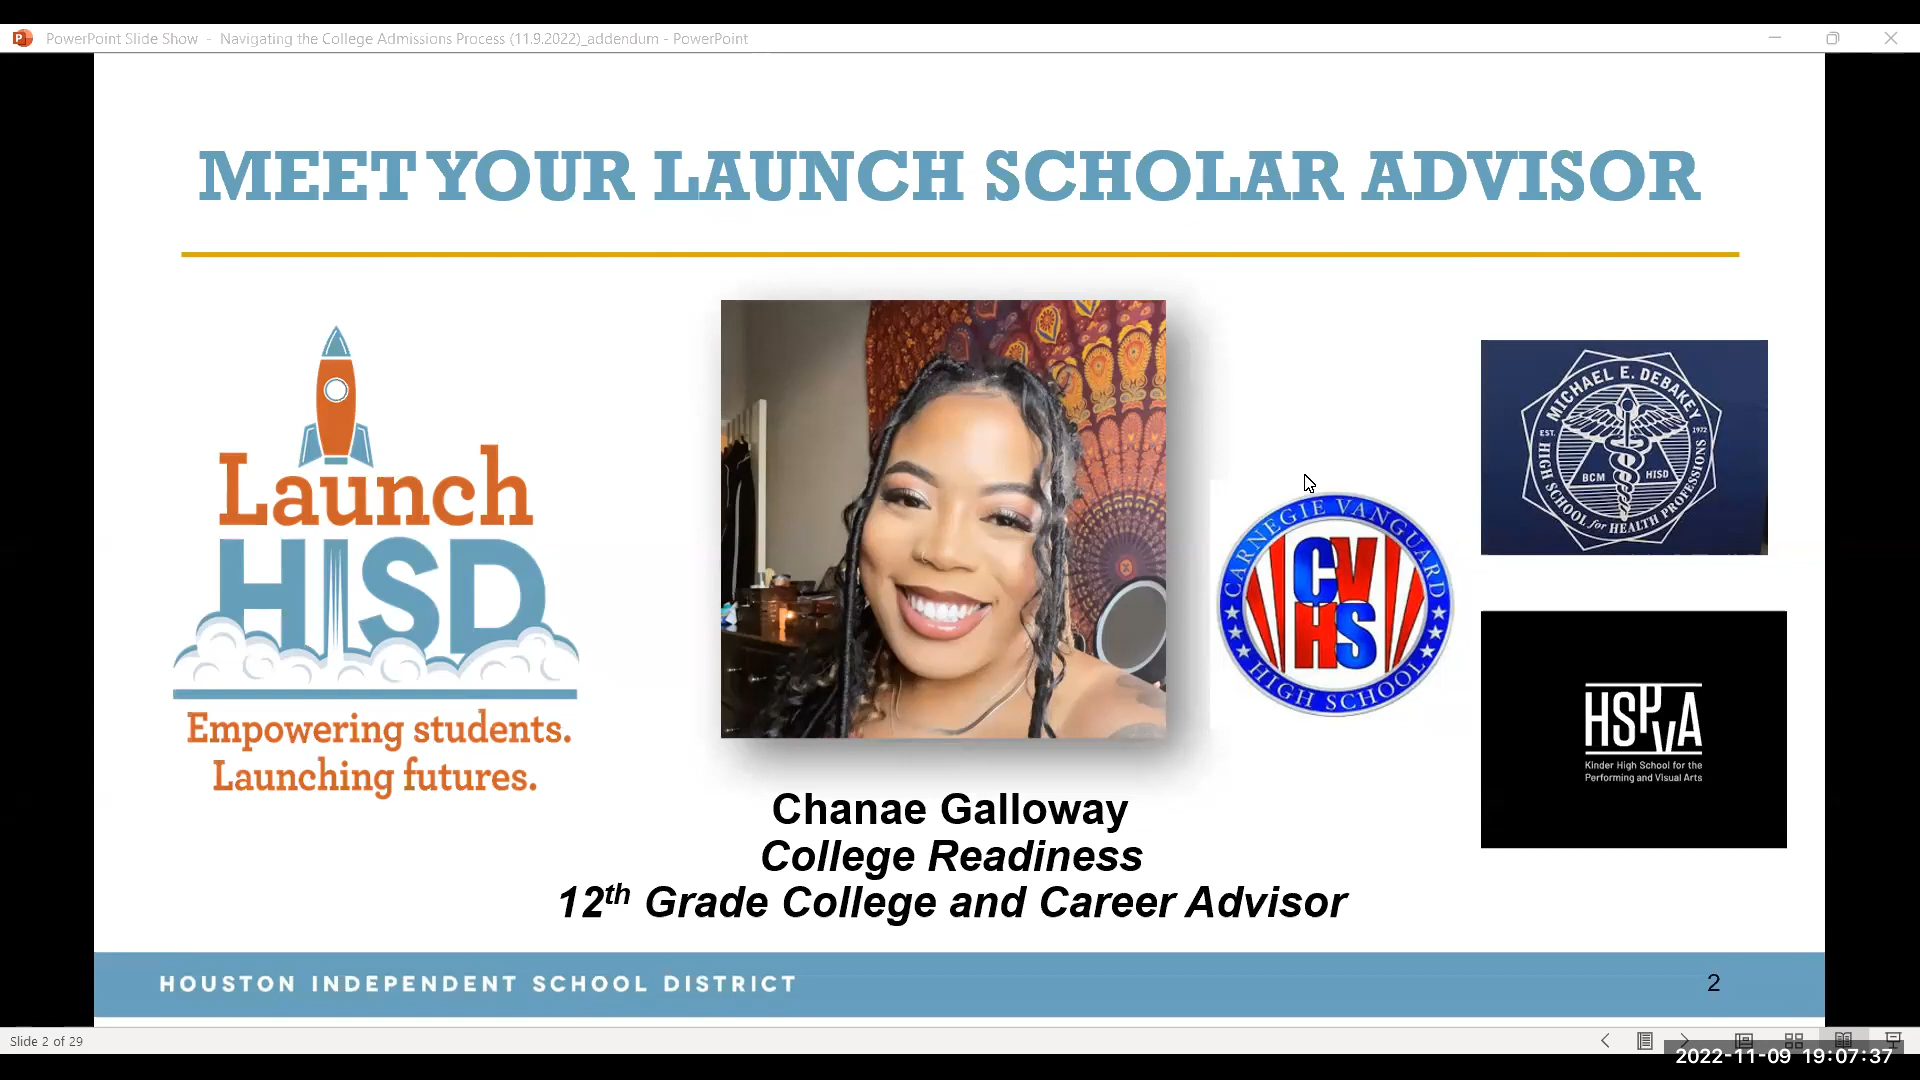 PowerPoint Slide Show - Navigating the College Admissions Process (11.9.2022)_addendum - PowerPoint
MEET YOUR LAUNCH SCHOLAR ADVISOR
Launch
HISD
Empowering students.
Launching futures.
CARNEGIE VANGUARD
CV
HS
HIGH SCHOOL
MICHAEL E. DEBAKEY
EST. 1972
BCM HISD
HIGH SCHOOL for HEALTH PROFESSIONS
HSPVA
Kinder High School for the
Performing and Visual Arts
Chanae Galloway
College Readiness
12th Grade College and Career Advisor
HOUSTON INDEPENDENT SCHOOL DISTRICT
2
Slide 2 of 29
2022-11-09 19:07:37